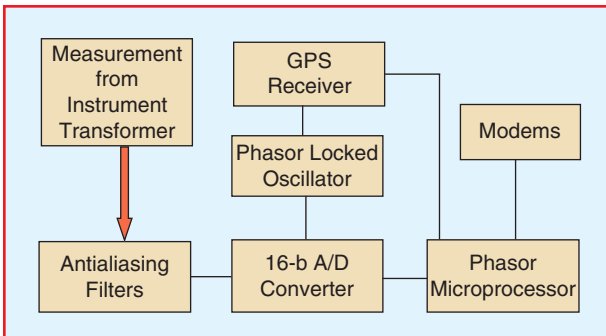 Measurement
from
Instrument
Transformer
GPS
Receiver
Modems
Phasor Locked
Oscillator
Antialiasing
Filters
16-b A/D
Converter
Phasor
Microprocessor